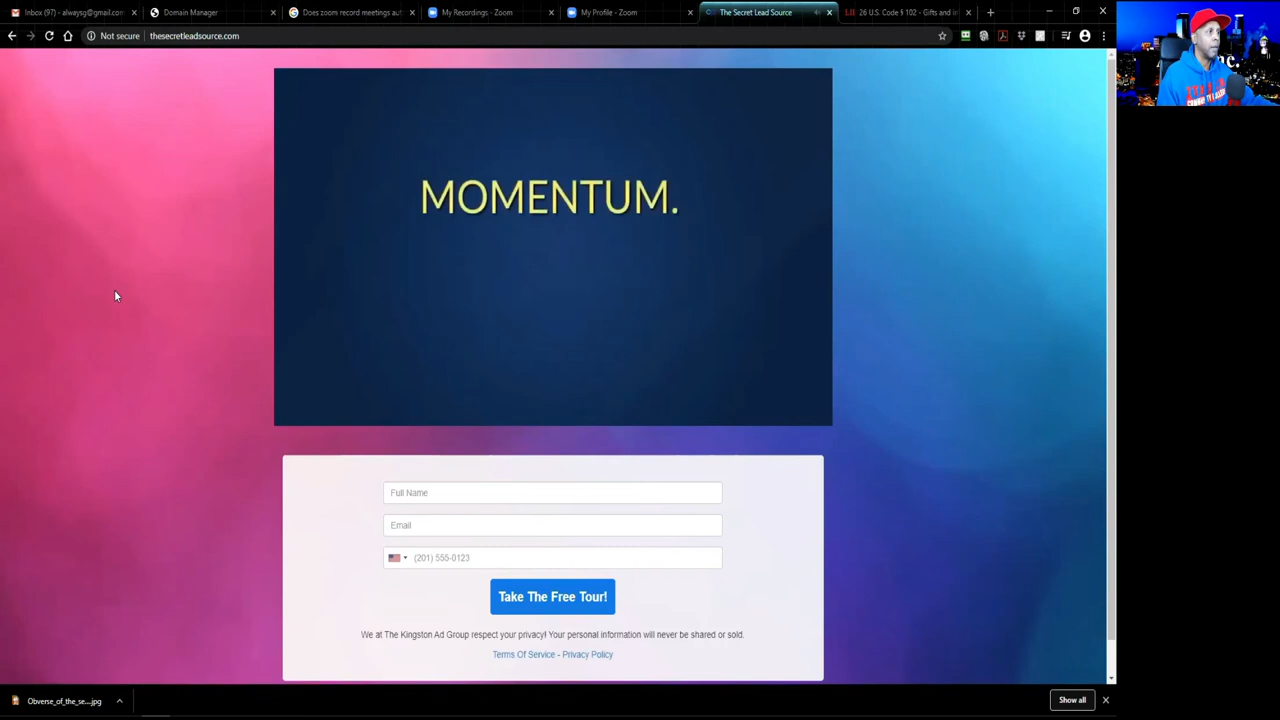 Inbox (97) - alwaysg@gmail.com
Domain Manager
Does zoom record meetings aut
My Recordings - Zoom
My Profile - Zoom
The Secret Lead Source
26 U.S. Code § 102 - Gifts and in
Not secure
thesecretleadsource.com
MOMENTUM.
Full Name
Email
(201) 555-0123
Take The Free Tour!
We at The Kingston Ad Group respect your privacy! Your personal information will never be shared or sold.
Terms Of Service - Privacy Policy
Obverse_of_the_se....jpg
Show all